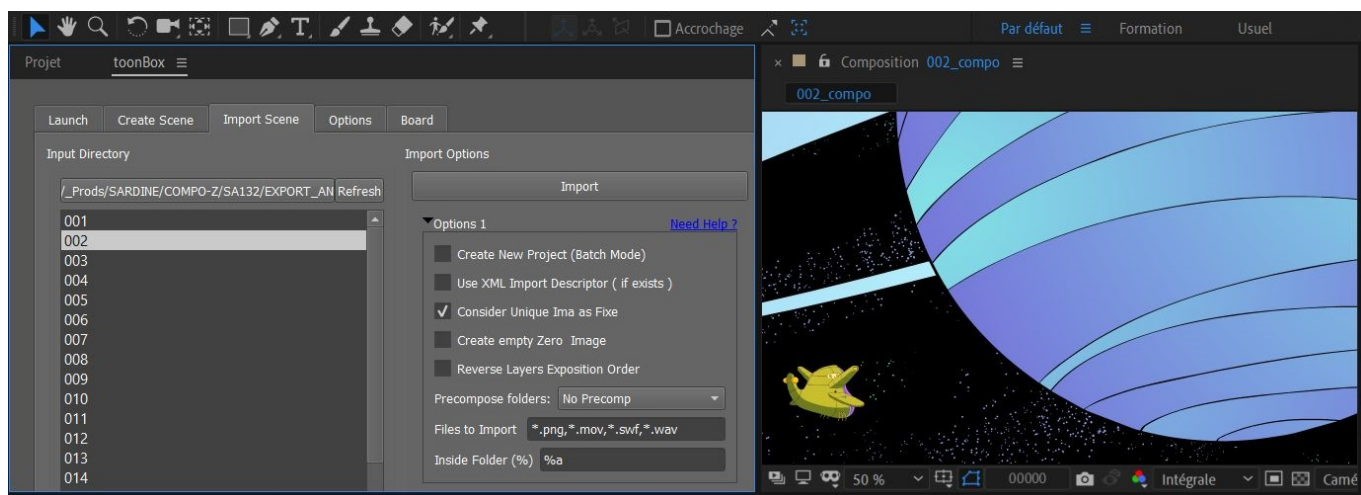 Accrochage
Par défaut
Formation
Usuel
Projet
toonBox
Launch
Create Scene
Import Scene
Options
Board
Input Directory
/_Prods/SARDINE/COMPO-Z/SA132/EXPORT_AN
Refresh
001
002
003
004
005
006
007
008
009
010
011
012
013
014
Import Options
Import
Options 1
Need Help ?
Create New Project (Batch Mode)
Use XML Import Descriptor ( if exists )
Consider Unique Ima as Fixe
Create empty Zero Image
Reverse Layers Exposition Order
Precompose folders: No Precomp
Files to Import *.png,*.mov,*.swf,*.wav
Inside Folder (%) %a
× Composition 002_compo
002_compo
50 %
00000
Intégrale
Camé